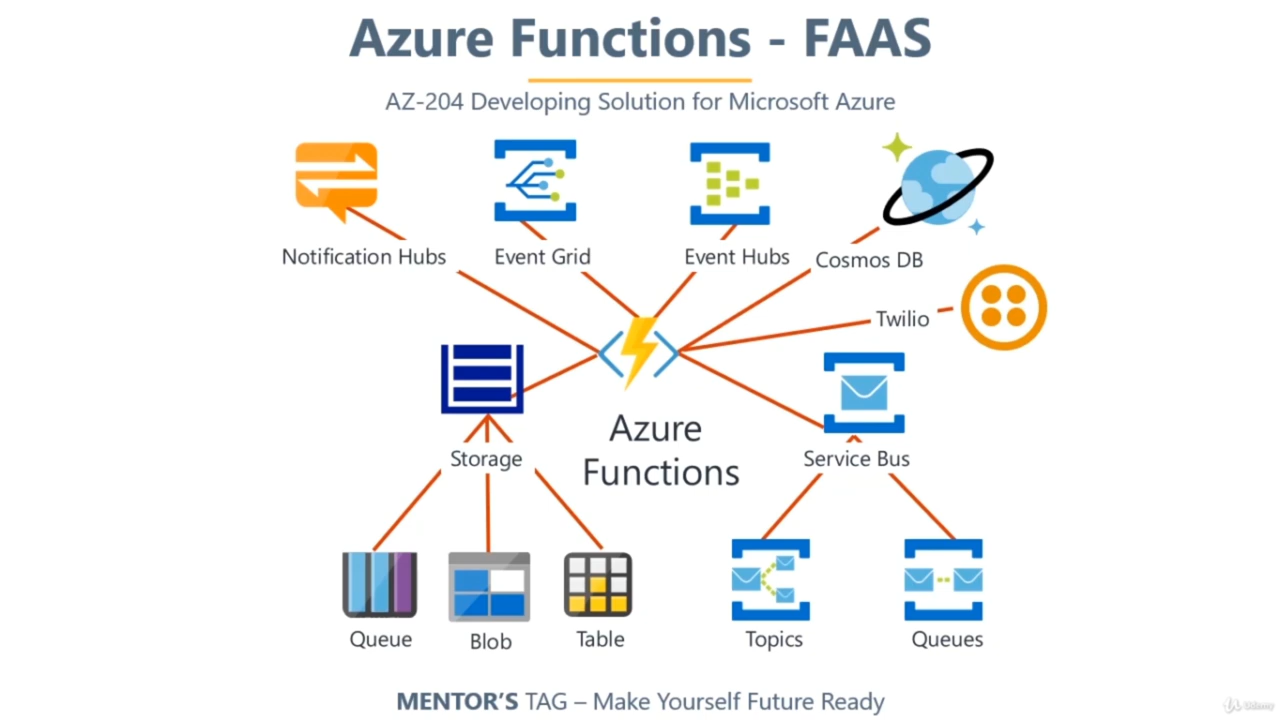 Azure Functions - FAAS
AZ-204 Developing Solution for Microsoft Azure
Notification Hubs
Event Grid
Event Hubs
Cosmos DB
Twilio
Azure
Functions
Storage
Service Bus
Queue
Blob
Table
Topics
Queues
MENTOR'S TAG – Make Yourself Future Ready
Udemy